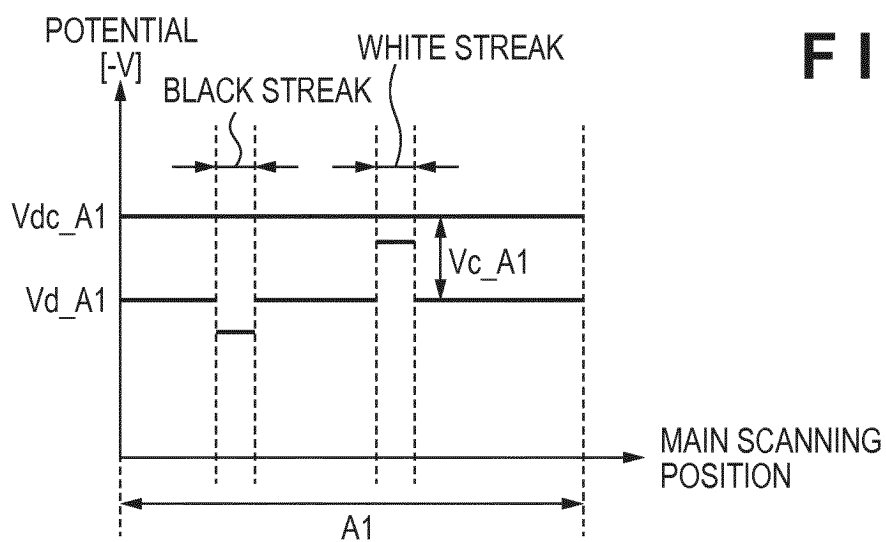 POTENTIAL
[-V]
WHITE STREAK
F I
BLACK STREAK
Vdc_A1
Vc_A1
Vd_A1
MAIN SCANNING
POSITION
A1